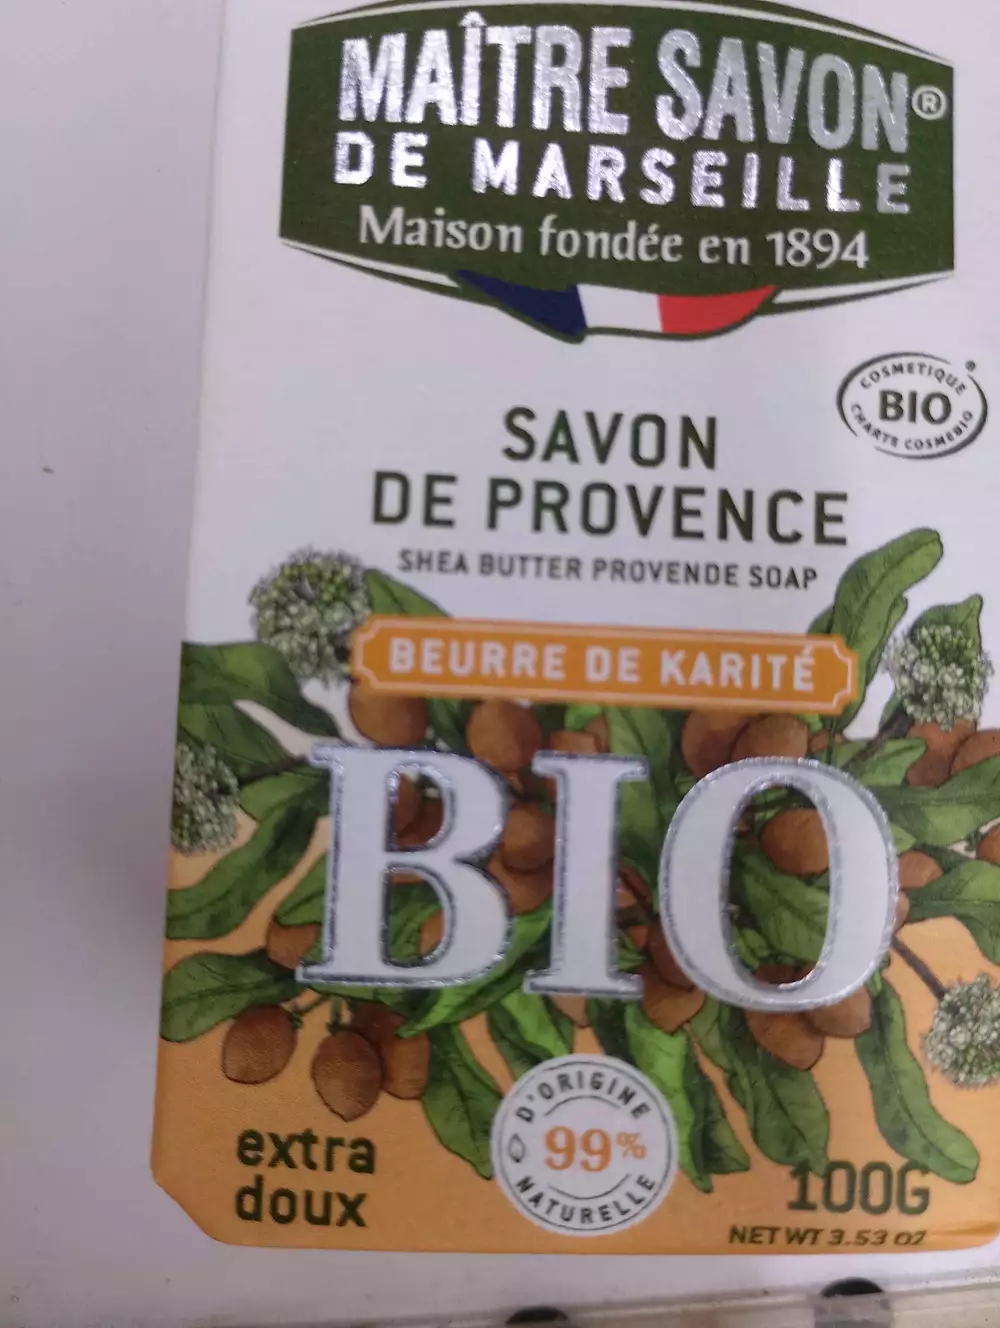 MAÎTRE SAVON®
DE MARSEILLE
Maison fondée en 1894
COSMETIQUE
BIO
CHARTE COSMEBIO
SAVON
DE PROVENCE
SHEA BUTTER PROVENDE SOAP
BEURRE DE KARITÉ
BIO
extra
doux
D'ORIGINE
99%
NATURELLE
100G
NET WT 3.53 OZ